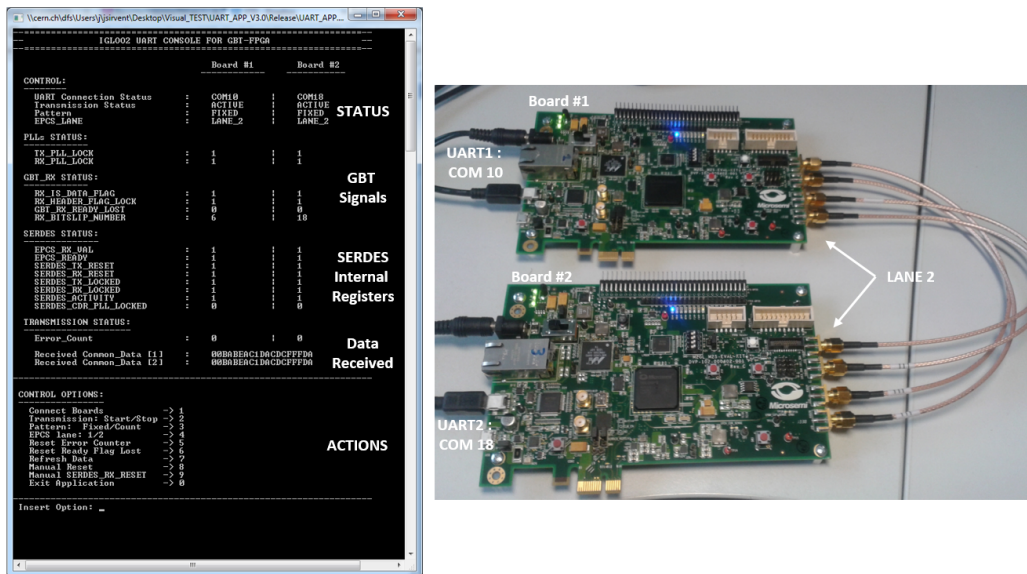 \\cern.ch\dfs\Users\j\jsirvent\Desktop\Visual_TEST\UART_APP_V3.0\Release\UART_APP....
IGLOO2 UART CONSOLE FOR GBT-FPGA
Board #1 Board #2
CONTROL:
UART Connection Status : COM10 | COM18
Transmission Status : ACTIVE | ACTIVE
Pattern : FIXED | FIXED
EPCS_LANE : LANE_2 | LANE_2
STATUS
PLLs STATUS:
TX_PLL_LOCK : 1 | 1
RX_PLL_LOCK : 1 | 1
GBT_RX STATUS:
RX_IS_DATA_FLAG : 1 | 1
RX_HEADER_FLAG_LOCK : 1 | 1
GBT_RX_READY_LOST : 0 | 0
RX_BITSLIP_NUMBER : 6 | 18
GBT
Signals
SERDES STATUS:
EPCS_RX_VAL : 1 | 1
EPCS_READY : 1 | 1
SERDES_TX_RESET : 1 | 1
SERDES_RX_RESET : 1 | 1
SERDES_TX_LOCKED : 1 | 1
SERDES_RX_LOCKED : 1 | 1
SERDES_ACTIVITY : 1 | 1
SERDES_CDR_PLL_LOCKED : 0 | 0
SERDES
Internal
Registers
TRANSMISSION STATUS:
Error_Count : 0 | 0
Received Common_Data [1] : 00BABEAC1DACDCFFFDA
Received Common_Data [2] : 00BABEAC1DACDCFFFDA
Data
Received
CONTROL OPTIONS:
Connect Boards -> 1
Transmission: Start/Stop -> 2
Pattern: Fixed/Count -> 3
EPCS lane: 1/2 -> 4
Reset Error Counter -> 5
Reset Ready Flag Lost -> 6
Refresh Data -> 7
Manual Reset -> 8
Manual SERDES_RX_RESET -> 9
Exit Application -> 0
ACTIONS
Insert Option: _
Board #1
UART1 :
COM 10
Microsemi
Board #2
LANE 2
UART2 :
COM 18
Microsemi